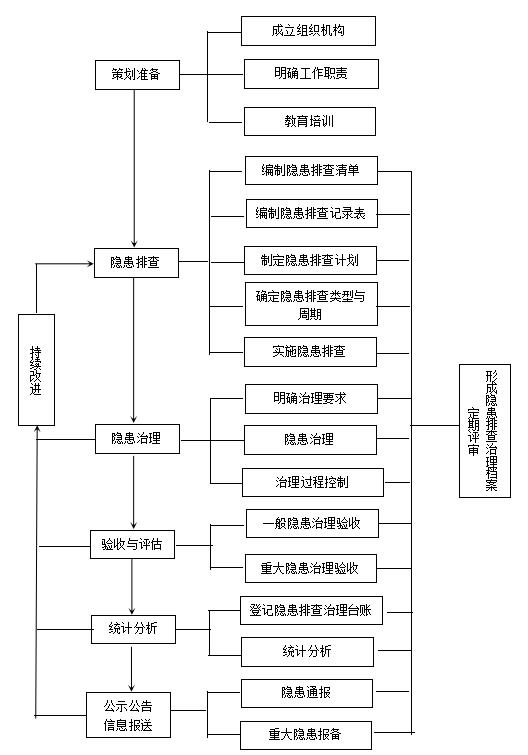 成立组织机构
策划准备
明确工作职责
教育培训
编制隐患排查清单
编制隐患排查记录表
隐患排查
制定隐患排查计划
确定隐患排查类型与
周期
实施隐患排查
持续改进
明确治理要求
隐患治理
隐患治理
治理过程控制
形成隐患排查治理档案
定期评审
一般隐患治理验收
验收与评估
重大隐患治理验收
登记隐患排查治理台账
统计分析
统计分析
隐患通报
公示公告
信息报送
重大隐患报备